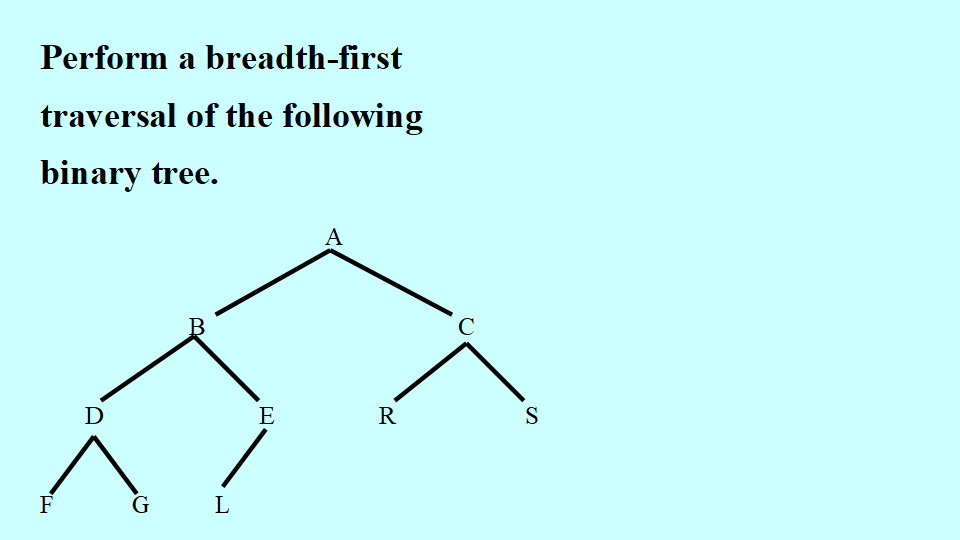 Perform a breadth-first
traversal of the following
binary tree.
A
B C
D E R S
F G L